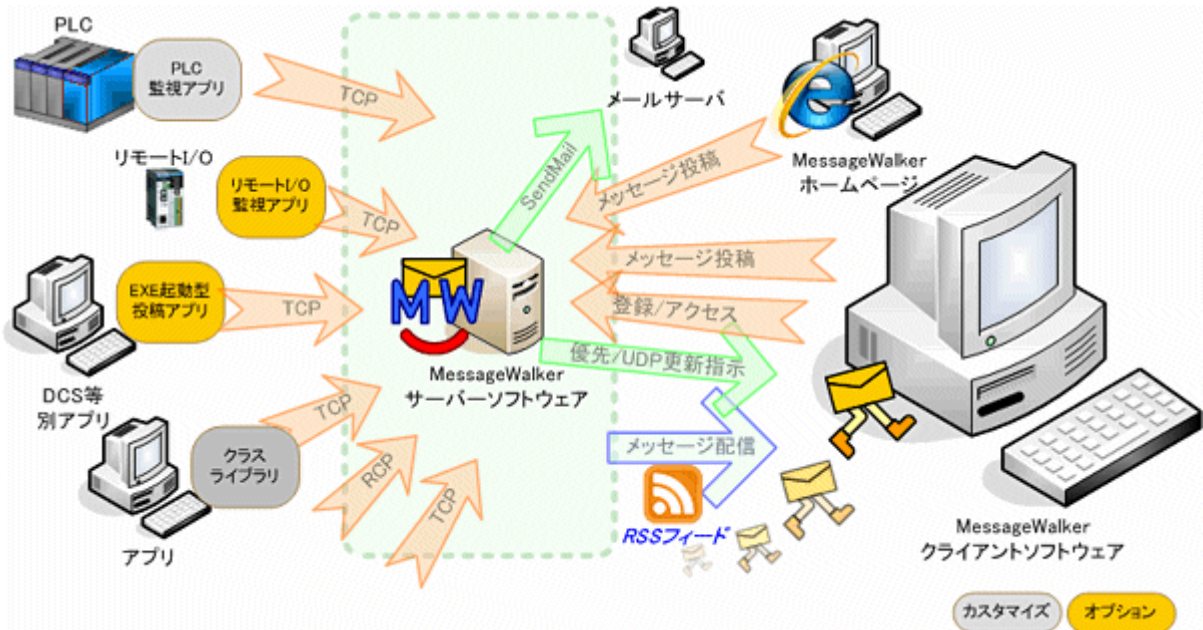 PLC
PLC
監視アプリ
TCP
リモートI/O
リモートI/O
監視アプリ
TCP
EXE起動型
投稿アプリ
TCP
DCS等
別アプリ
クラス
ライブラリ
TCP
RCP
TCP
アプリ
SendMail
MW
MessageWalker
サーバーソフトウェア
メールサーバ
MessageWalker
ホームページ
メッセージ投稿
メッセージ投稿
登録/アクセス
優先/UDP更新指示
メッセージ配信
RSSフィード
MessageWalker
クライアントソフトウェア
カスタマイズ
オプション